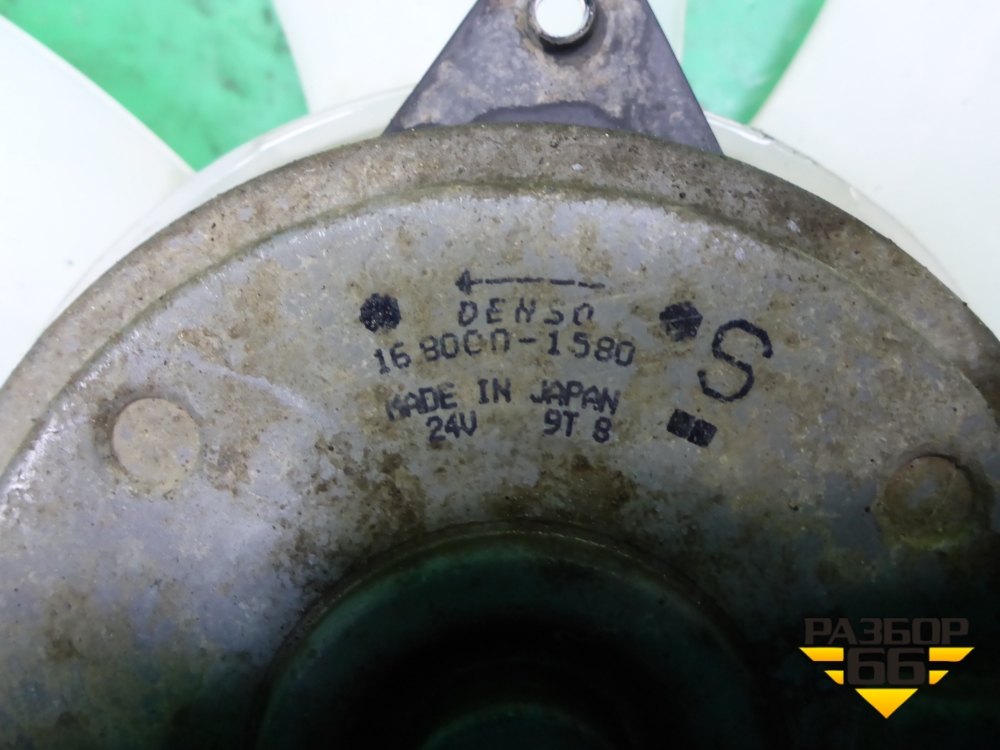 DENSO
168000-1580
S
MADE IN JAPAN
24V 9T 8
РАЗБОР
66